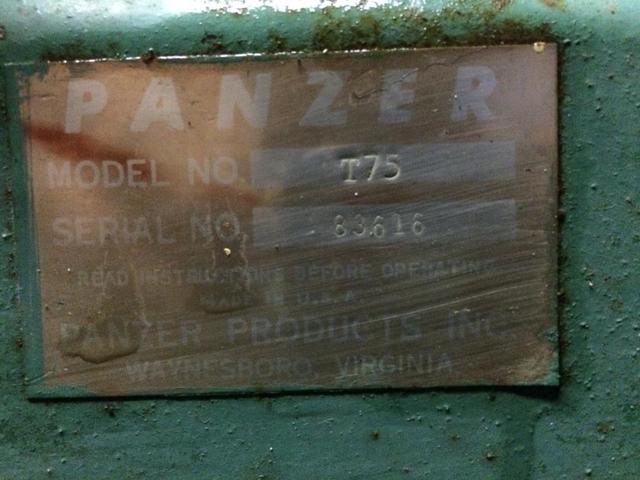 PANZER
MODEL NO. T75
SERIAL NO. 83616
READ INSTRUCTIONS BEFORE OPERATING
MADE IN U.S.A.
PANZER PRODUCTS INC.
WAYNESBORO, VIRGINIA